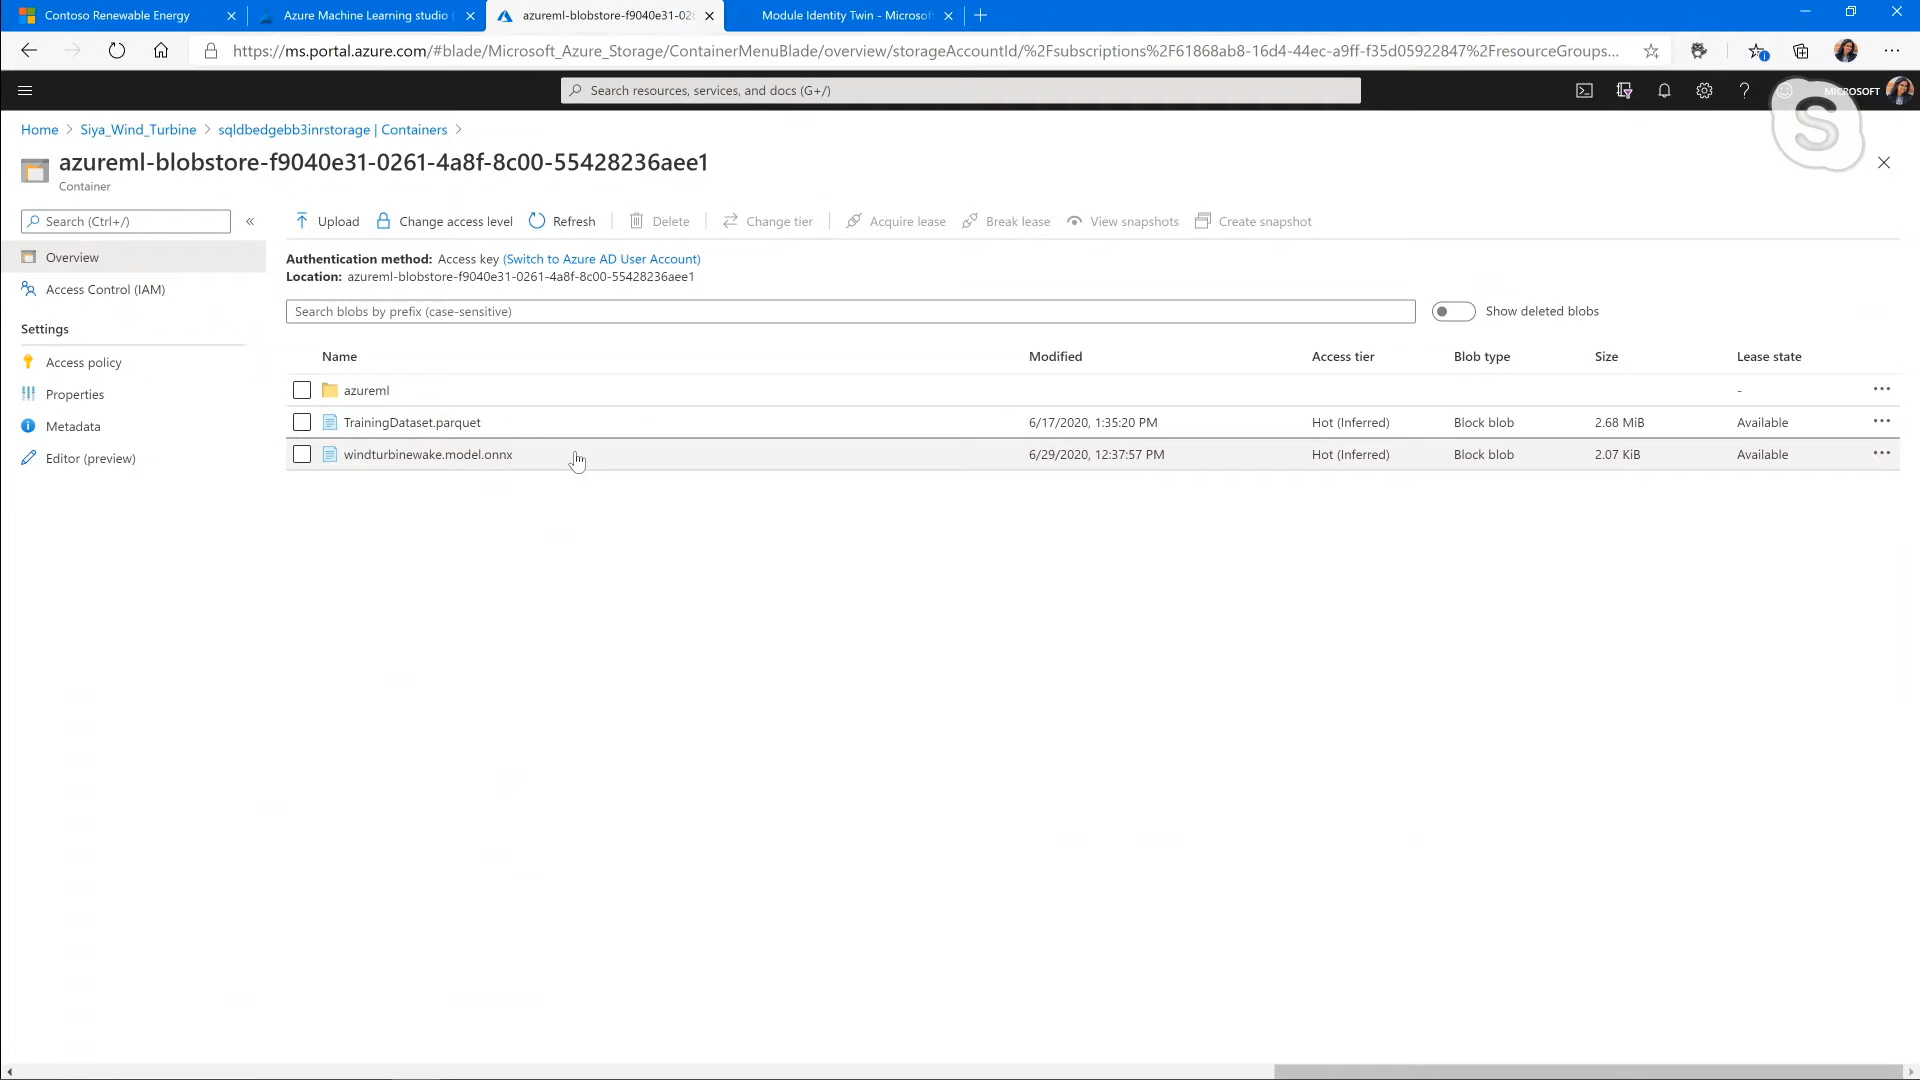 Contoso Renewable Energy
Azure Machine Learning studio (
azureml-blobstore-f9040e31-026
Module Identity Twin - Microsof
https://ms.portal.azure.com/#blade/Microsoft_Azure_Storage/ContainerMenuBlade/overview/storageAccountId/%2Fsubscriptions%2F61868ab8-16d4-44ec-a9ff-f35d05922847%2FresourceGroups...
Search resources, services, and docs (G+/)
MICROSOFT
Home > Siya_Wind_Turbine > sqldbedgebb3inrstorage | Containers >
azureml-blobstore-f9040e31-0261-4a8f-8c00-55428236aee1
Container
Search (Ctrl+/)
«
Upload Change access level Refresh Delete Change tier Acquire lease Break lease View snapshots Create snapshot
Overview
Access Control (IAM)
Settings
Access policy
Properties
Metadata
Editor (preview)
Authentication method: Access key (Switch to Azure AD User Account)
Location: azureml-blobstore-f9040e31-0261-4a8f-8c00-55428236aee1
Search blobs by prefix (case-sensitive)
Show deleted blobs
Name Modified Access tier Blob type Size Lease state
azureml -
TrainingDataset.parquet 6/17/2020, 1:35:20 PM Hot (Inferred) Block blob 2.68 MiB Available
windturbinewake.model.onnx 6/29/2020, 12:37:57 PM Hot (Inferred) Block blob 2.07 KiB Available